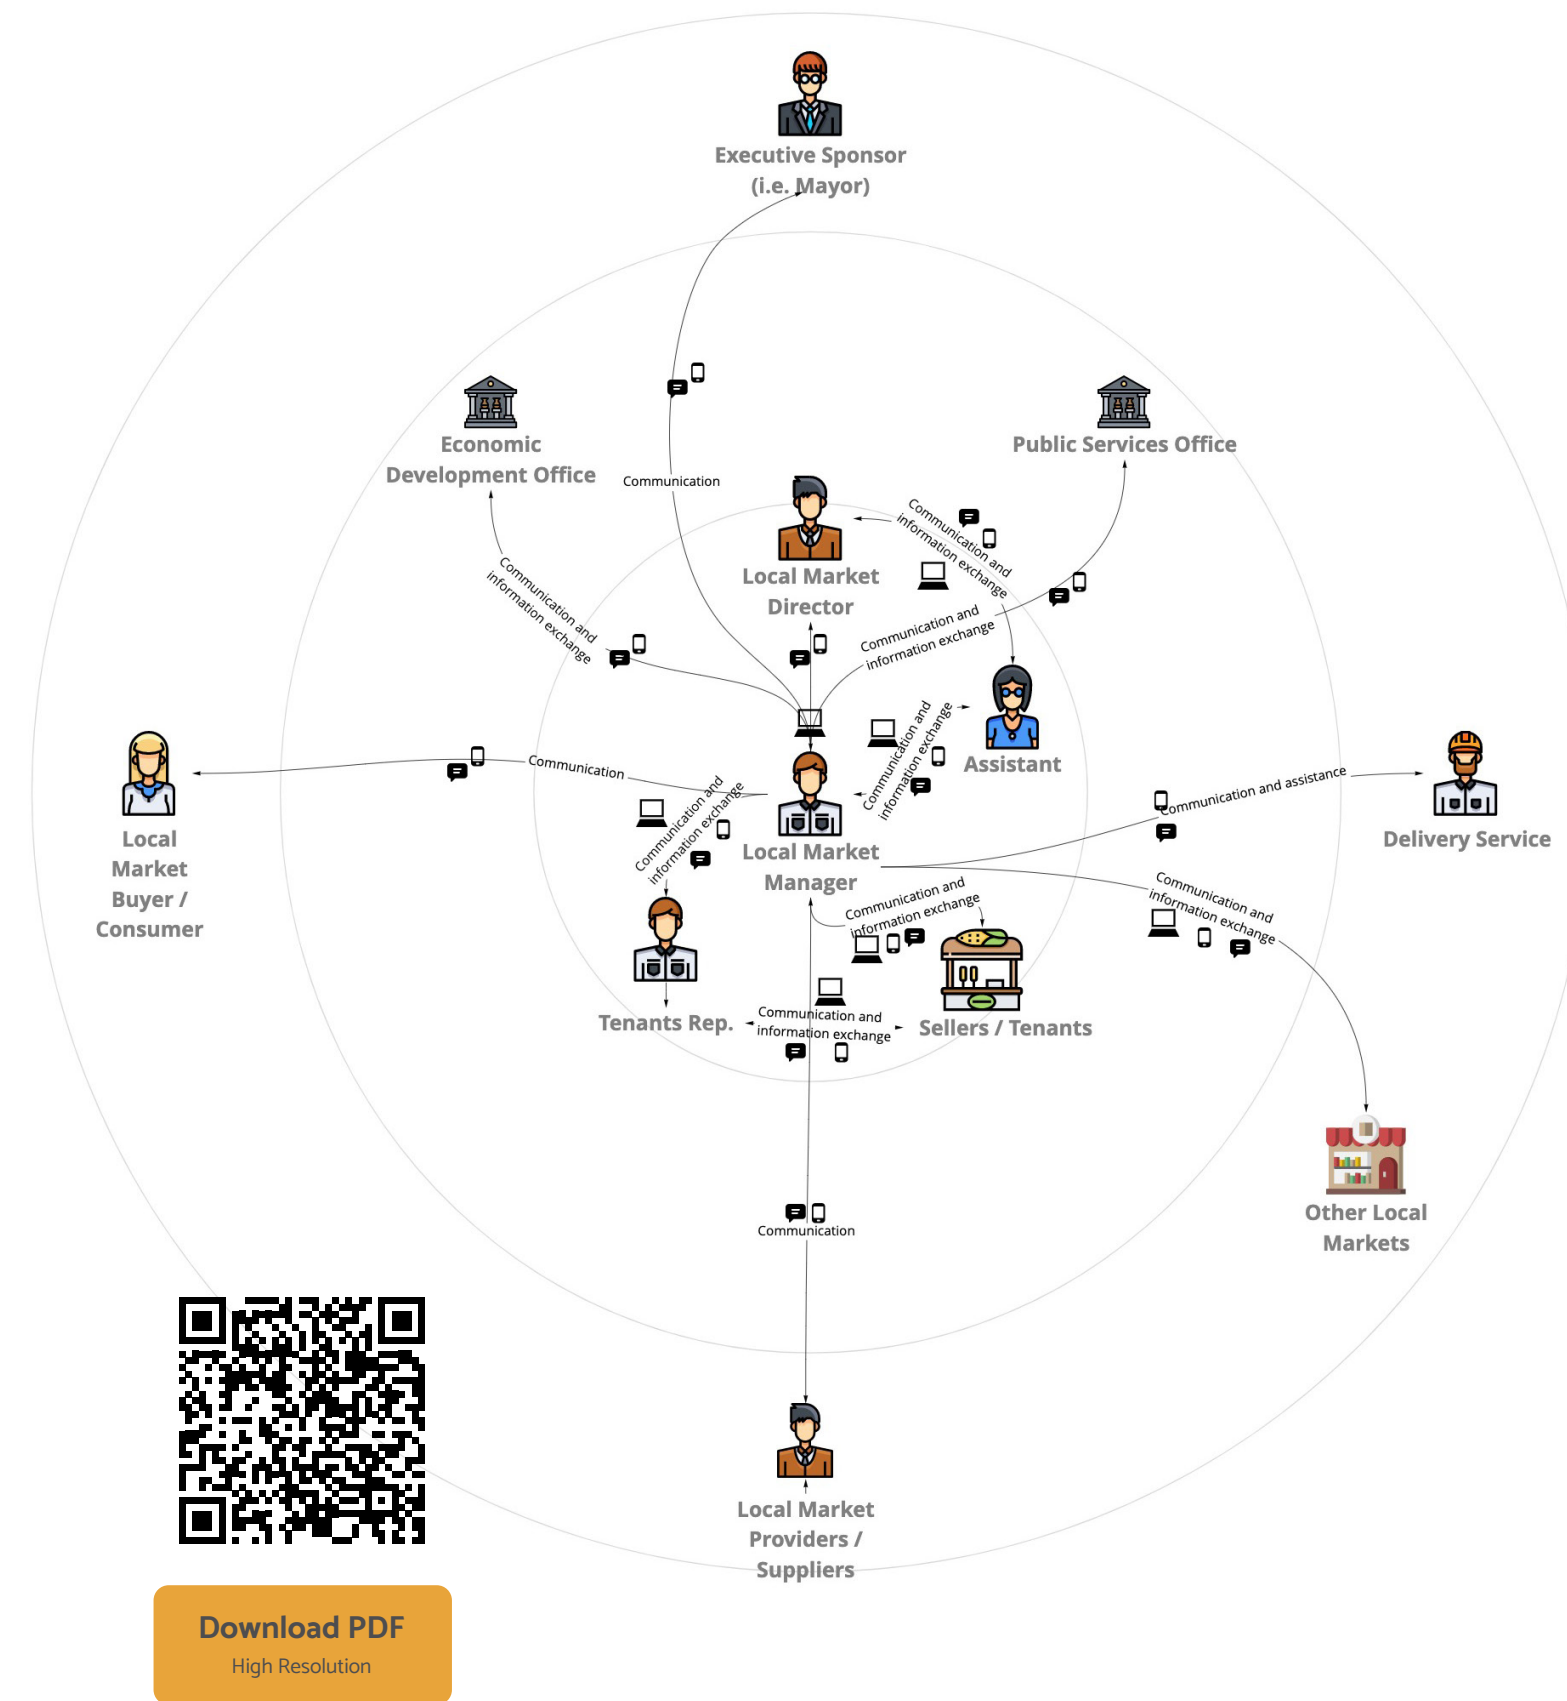 Executive Sponsor
(i.e. Mayor)
Economic
Development Office
Public Services Office
Communication
Communication and
information exchange
Local Market
Director
Communication and
information exchange
Communication and
information exchange
Communication and
information exchange
Assistant
Communication
Communication and
information exchange
Local Market
Buyer /
Consumer
Local Market
Manager
Communication and assistance
Delivery Service
Communication and
information exchange
Communication and
information exchange
Tenants Rep.
Communication and
information exchange
Sellers / Tenants
Other Local
Markets
Communication
Local Market
Providers /
Suppliers
Download PDF
High Resolution